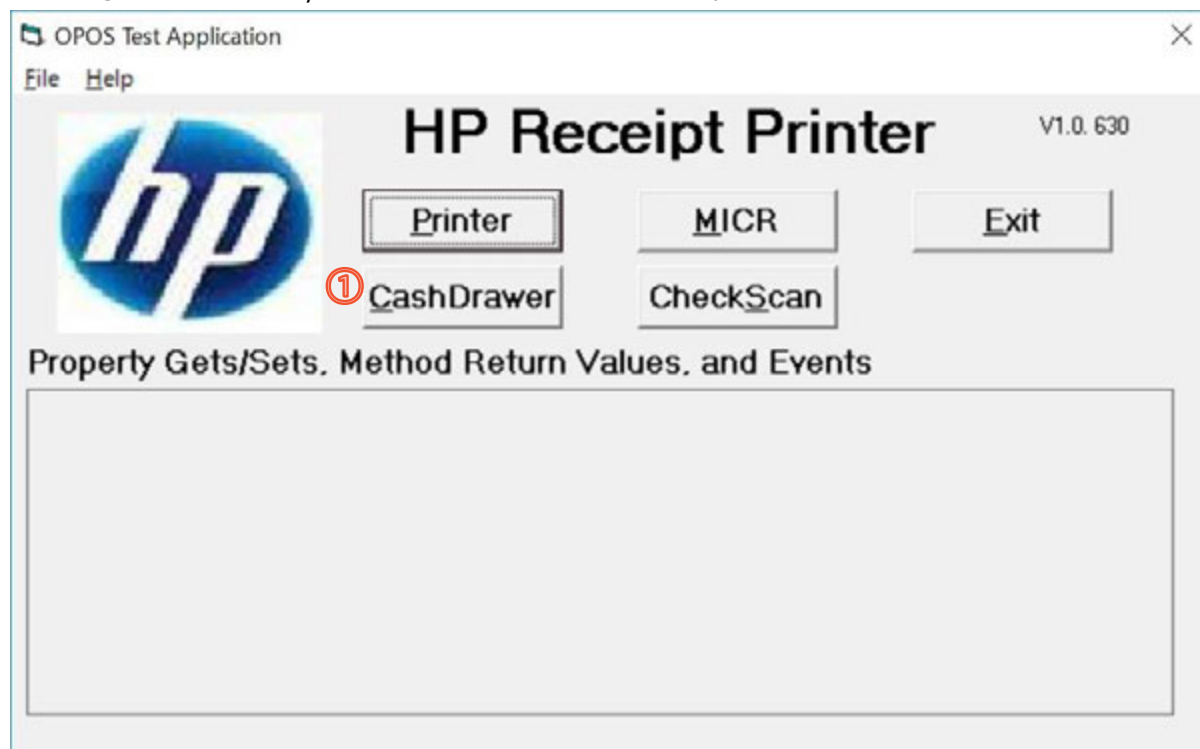 OPOS Test Application
File Help
HP Receipt Printer V1.0. 630
hp
Printer MICR Exit
① CashDrawer CheckScan
Property Gets/Sets, Method Return Values, and Events